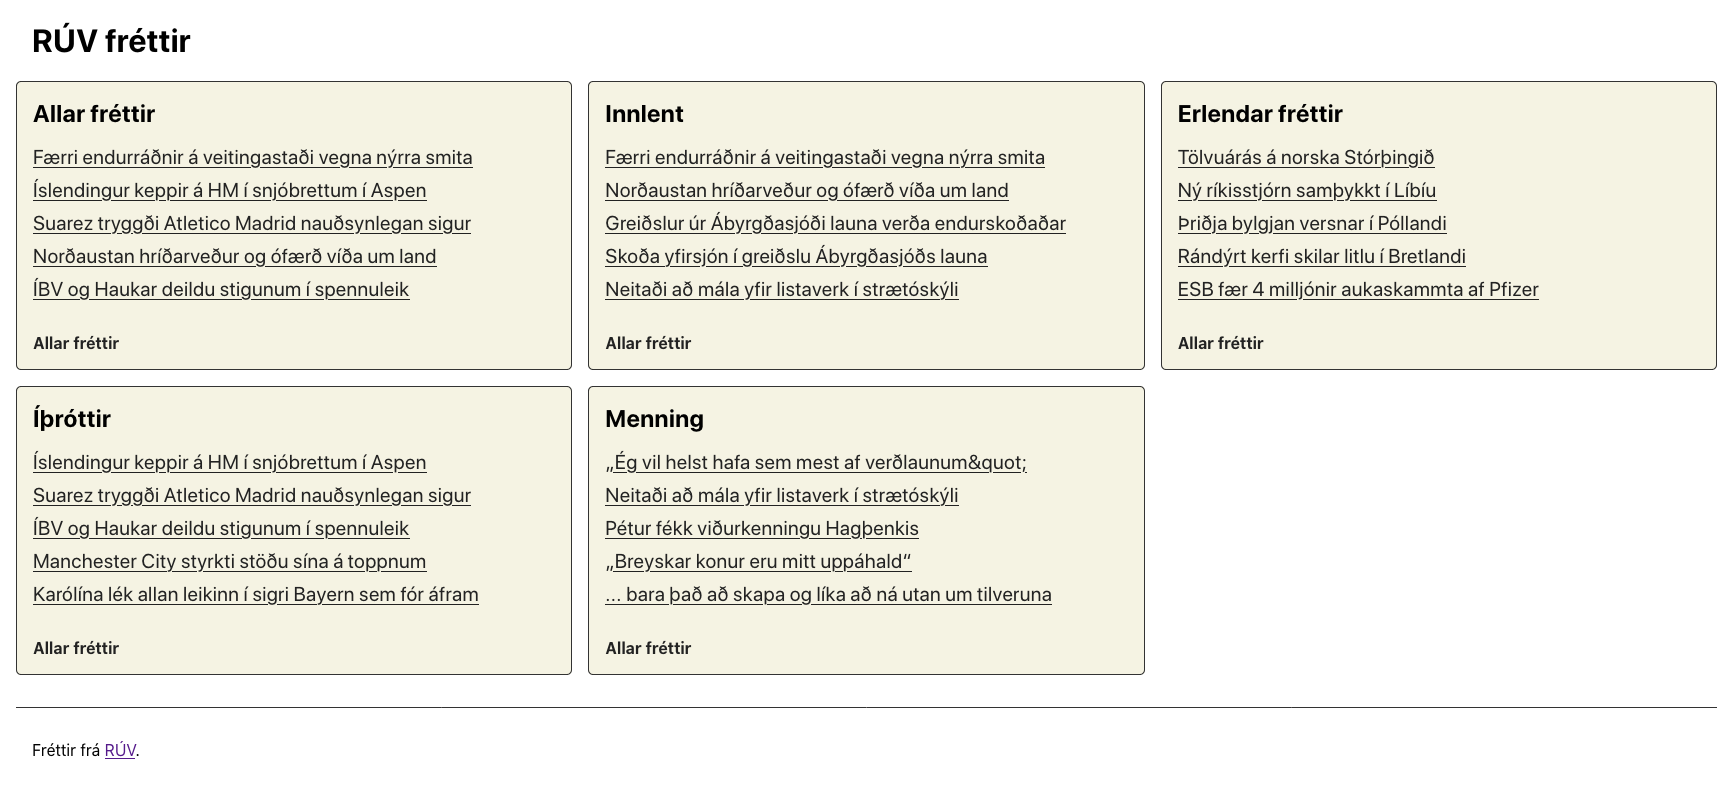 RÚV fréttir
Allar fréttir
Færri endurráðnir á veitingastaði vegna nýrra smita
Íslendingur keppir á HM í snjóbrettum í Aspen
Suarez tryggði Atletico Madrid nauðsynlegan sigur
Norðaustan hríðarveður og ófærð víða um land
ÍBV og Haukar deildu stigunum í spennuleik
Allar fréttir
Innlent
Færri endurráðnir á veitingastaði vegna nýrra smita
Norðaustan hríðarveður og ófærð víða um land
Greiðslur úr Ábyrgðasjóði launa verða endurskoðaðar
Skoða yfirsjón í greiðslu Ábyrgðasjóðs launa
Neitaði að mála yfir listaverk í strætóskýli
Allar fréttir
Erlendar fréttir
Tölvuárás á norska Stórþingið
Ný ríkisstjórn samþykkt í Líbíu
Þriðja bylgjan versnar í Póllandi
Rándýrt kerfi skilar litlu í Bretlandi
ESB fær 4 milljónir aukaskammta af Pfizer
Allar fréttir
Íþróttir
Íslendingur keppir á HM í snjóbrettum í Aspen
Suarez tryggði Atletico Madrid nauðsynlegan sigur
ÍBV og Haukar deildu stigunum í spennuleik
Manchester City styrkti stöðu sína á toppnum
Karólína lék allan leikinn í sigri Bayern sem fór áfram
Allar fréttir
Menning
„Ég vil helst hafa sem mest af verðlaunum&quot;
Neitaði að mála yfir listaverk í strætóskýli
Pétur fékk viðurkenningu Hagþenkis
„Breyskar konur eru mitt uppáhald“
... bara það að skapa og líka að ná utan um tilveruna
Allar fréttir
Fréttir frá RÚV.